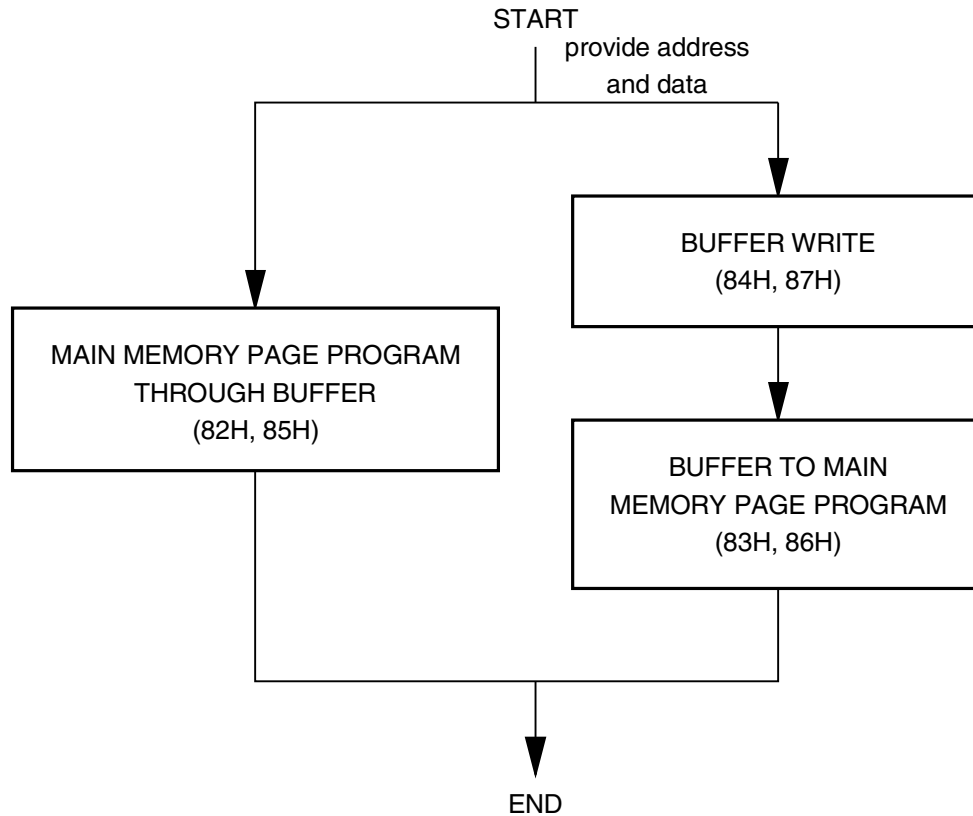 START
provide address
and data
BUFFER WRITE
(84H, 87H)
MAIN MEMORY PAGE PROGRAM
THROUGH BUFFER
(82H, 85H)
BUFFER TO MAIN
MEMORY PAGE PROGRAM
(83H, 86H)
END